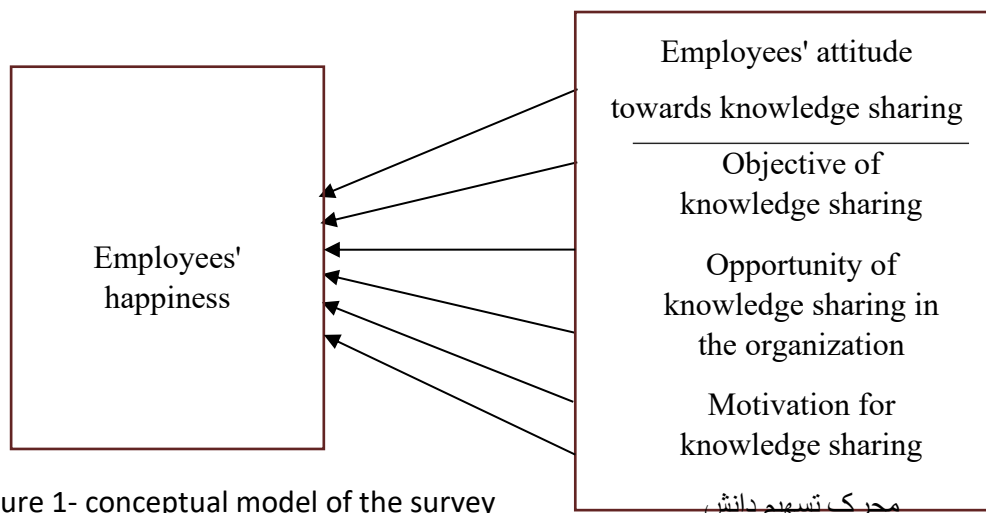 Employees' attitude
towards knowledge sharing
Objective of
knowledge sharing
Opportunity of
knowledge sharing in
the organization
Motivation for
knowledge sharing
محرک تسهیم دانش
Employees'
happiness
ure 1- conceptual model of the survey